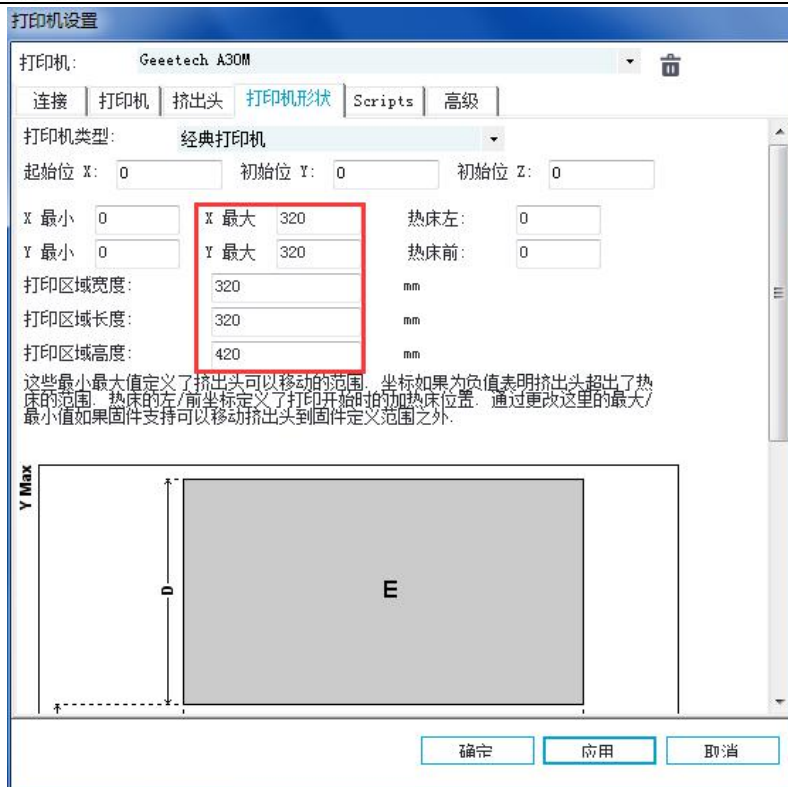 打印机设置
打印机: Geeetech A30M
连接 打印机 挤出头 打印机形状 Scripts 高级
打印机类型: 经典打印机
起始位 X: 0 初始位 Y: 0 初始位 Z: 0
X 最小 0 X 最大 320 热床左: 0
Y 最小 0 Y 最大 320 热床前: 0
打印区域宽度: 320 mm
打印区域长度: 320 mm
打印区域高度: 420 mm
这些最小最大值定义了挤出头可以移动的范围. 坐标如果为负值表明挤出头超出了热
床的范围. 热床的左/前坐标定义了打印开始时的加热床位置. 通过更改这里的最大/
最小值如果固件支持可以移动挤出头到固件定义范围之外.
Y Max
D
E
确定 应用 取消